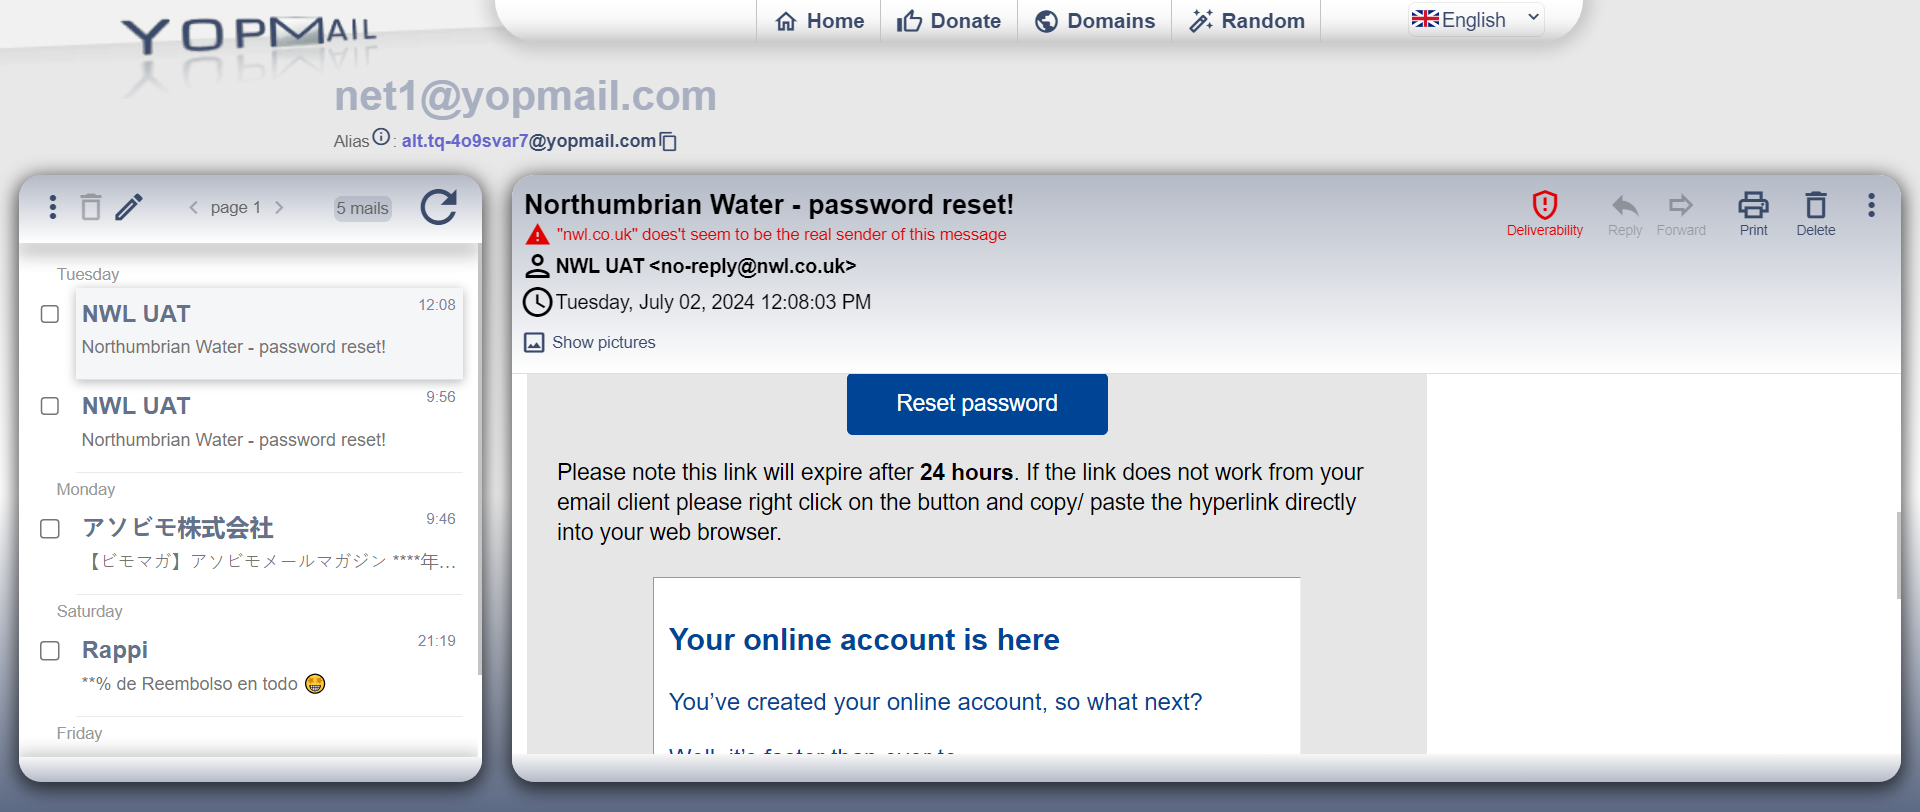 YOPMAIL
Home Donate Domains Random English
net1@yopmail.com
Alias : alt.tq-4o9svar7@yopmail.com
page 1 5 mails
Tuesday
NWL UAT 12:08
Northumbrian Water - password reset!
NWL UAT 9:56
Northumbrian Water - password reset!
Monday
アソビモ株式会社 9:46
【ビモマガ】アソビモメールマガジン ****年...
Saturday
Rappi 21:19
**% de Reembolso en todo 🤩
Friday
Northumbrian Water - password reset!
"nwl.co.uk" does't seem to be the real sender of this message
NWL UAT <no-reply@nwl.co.uk>
Tuesday, July 02, 2024 12:08:03 PM
Show pictures
Deliverability Reply Forward Print Delete
Reset password
Please note this link will expire after 24 hours. If the link does not work from your
email client please right click on the button and copy/ paste the hyperlink directly
into your web browser.
Your online account is here
You’ve created your online account, so what next?
Well, it’s faster than ever to